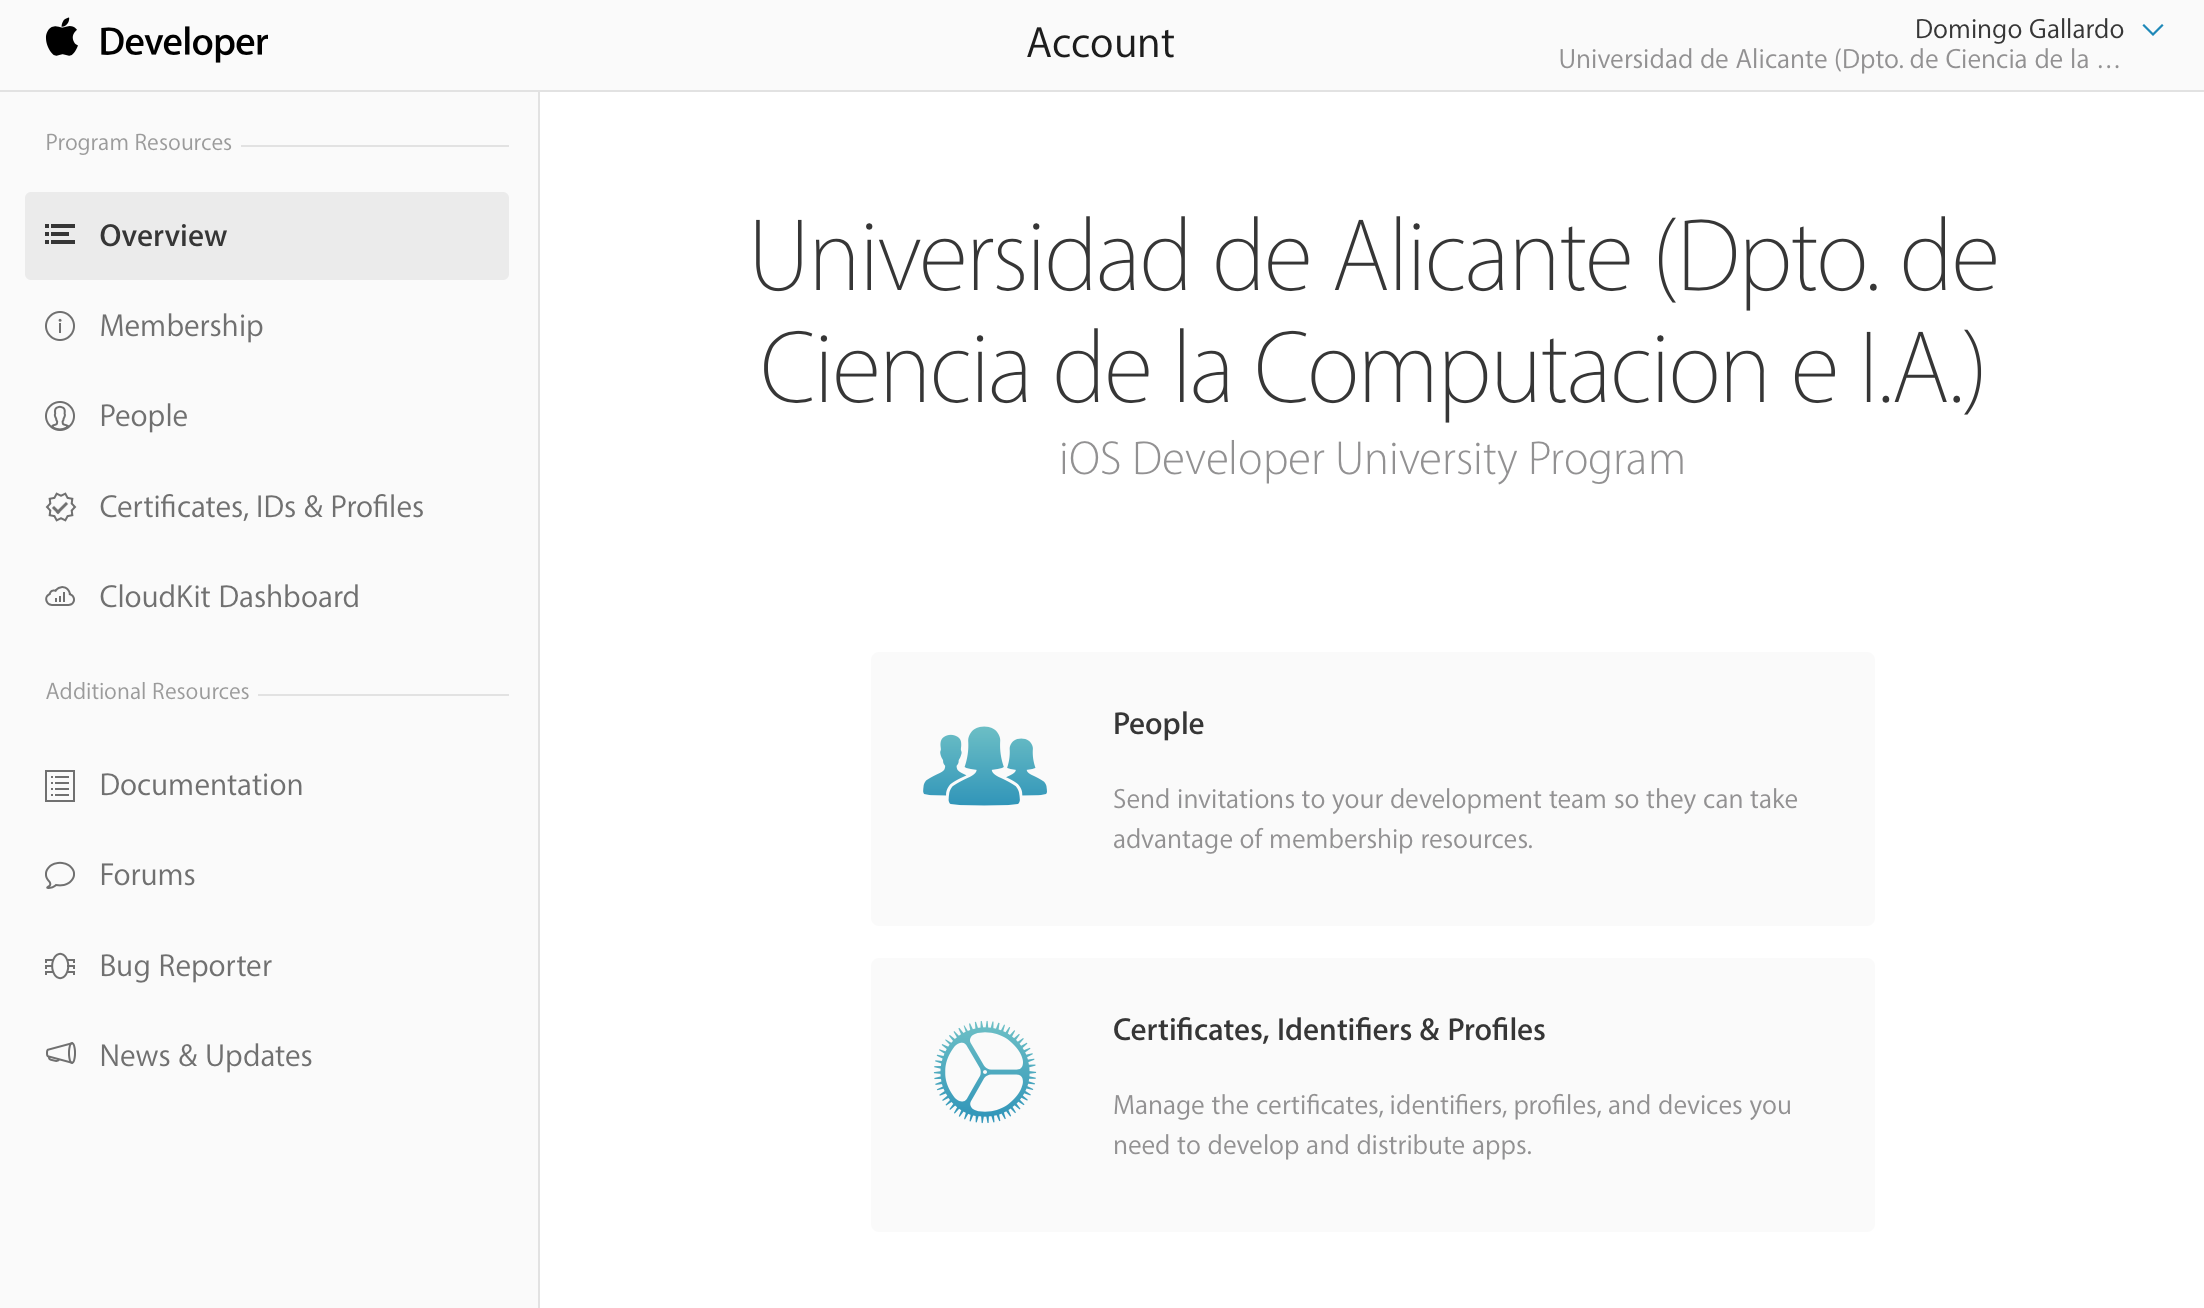 Developer
Account
Domingo Gallardo
Universidad de Alicante (Dpto. de Ciencia de la ...
Program Resources
Overview
Membership
People
Certificates, IDs & Profiles
CloudKit Dashboard
Additional Resources
Documentation
Forums
Bug Reporter
News & Updates
Universidad de Alicante (Dpto. de
Ciencia de la Computacion e I.A.)
iOS Developer University Program
People
Send invitations to your development team so they can take
advantage of membership resources.
Certificates, Identifiers & Profiles
Manage the certificates, identifiers, profiles, and devices you
need to develop and distribute apps.